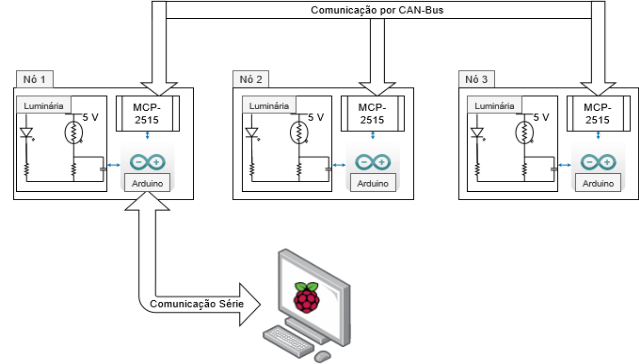 Comunicação por CAN-Bus
Nó 1
Luminária
5 V
MCP-
2515
Arduino
Nó 2
Luminária
5 V
MCP-
2515
Arduino
Nó 3
Luminária
5 V
MCP-
2515
Arduino
Comunicação Série